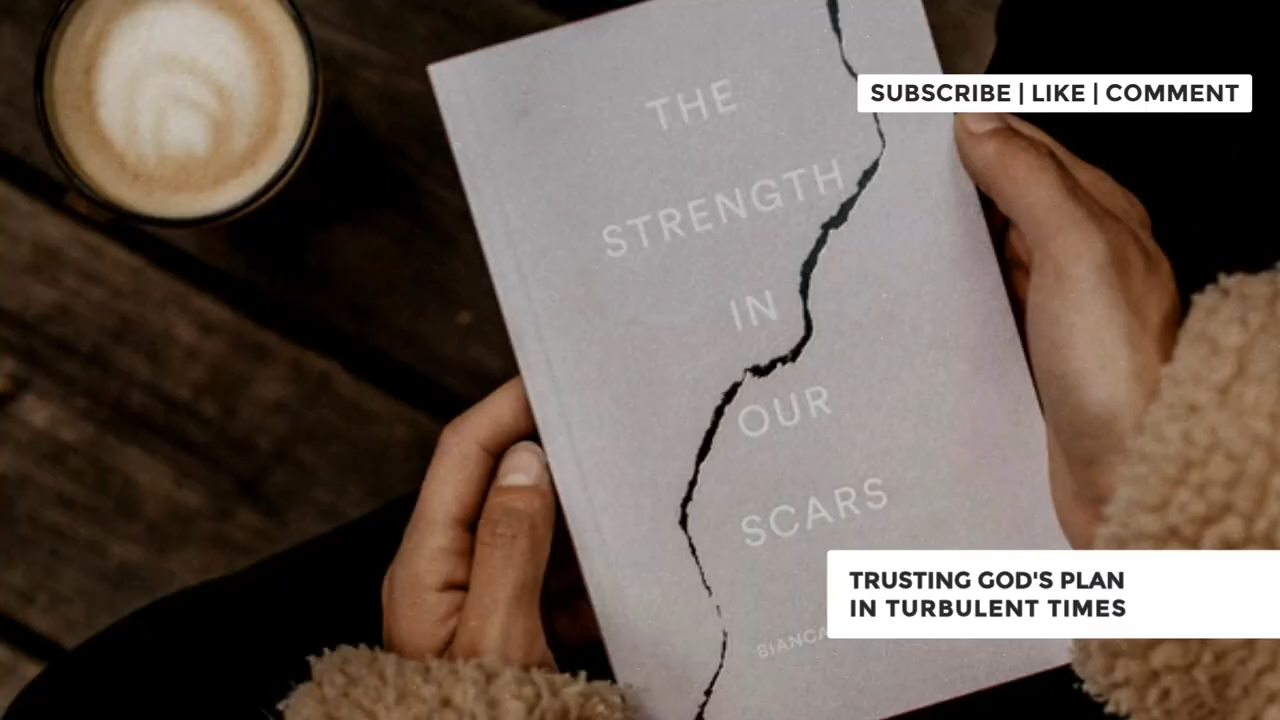 SUBSCRIBE | LIKE | COMMENT
THE
STRENGTH
IN
OUR
SCARS
TRUSTING GOD'S PLAN
IN TURBULENT TIMES